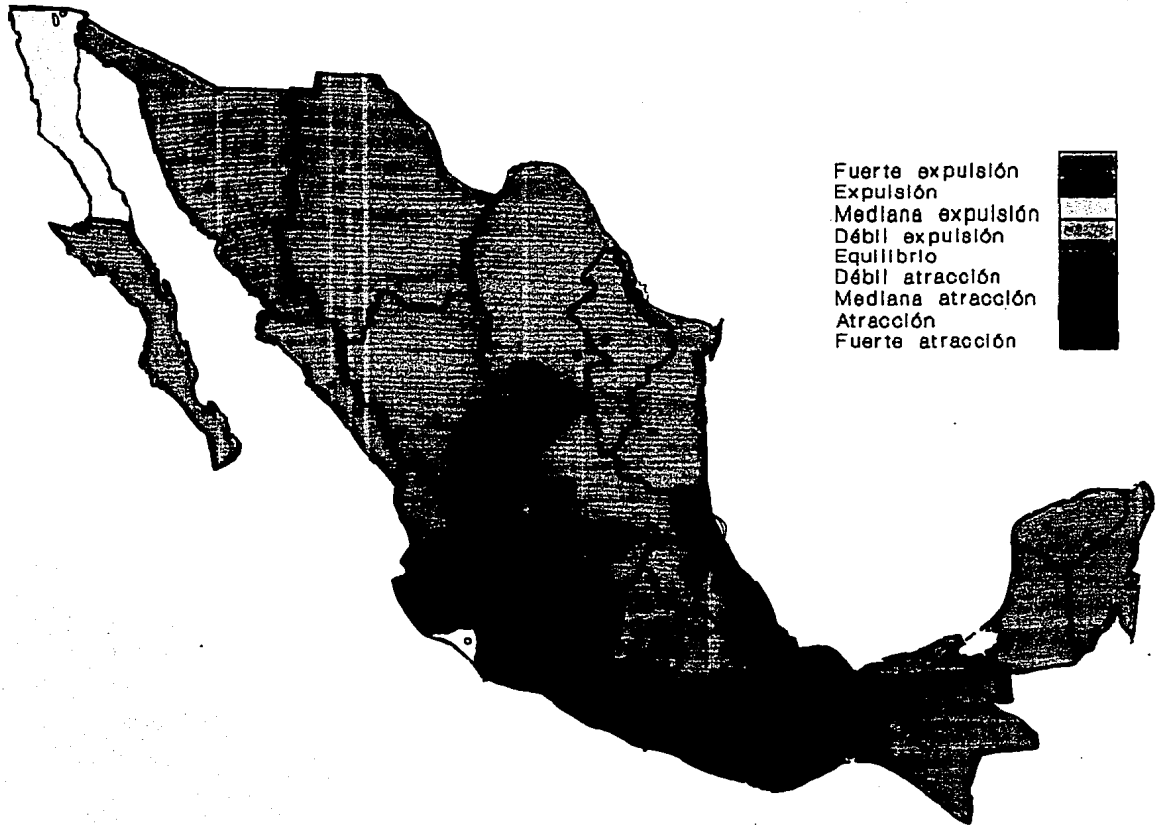 Fuerte expulsión
Expulsión
Mediana expulsión
Débil expulsión
Equilibrio
Débil atracción
Mediana atracción
Atracción
Fuerte atracción